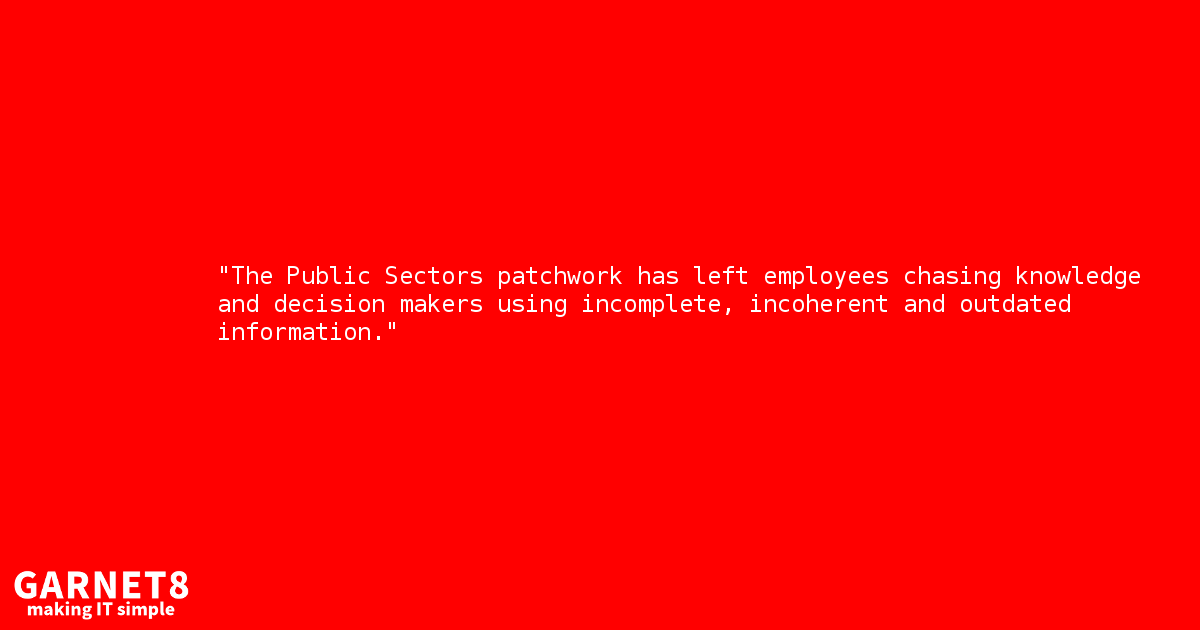 "The Public Sectors patchwork has left employees chasing knowledge
and decision makers using incomplete, incoherent and outdated
information."
GARNET8
making IT simple